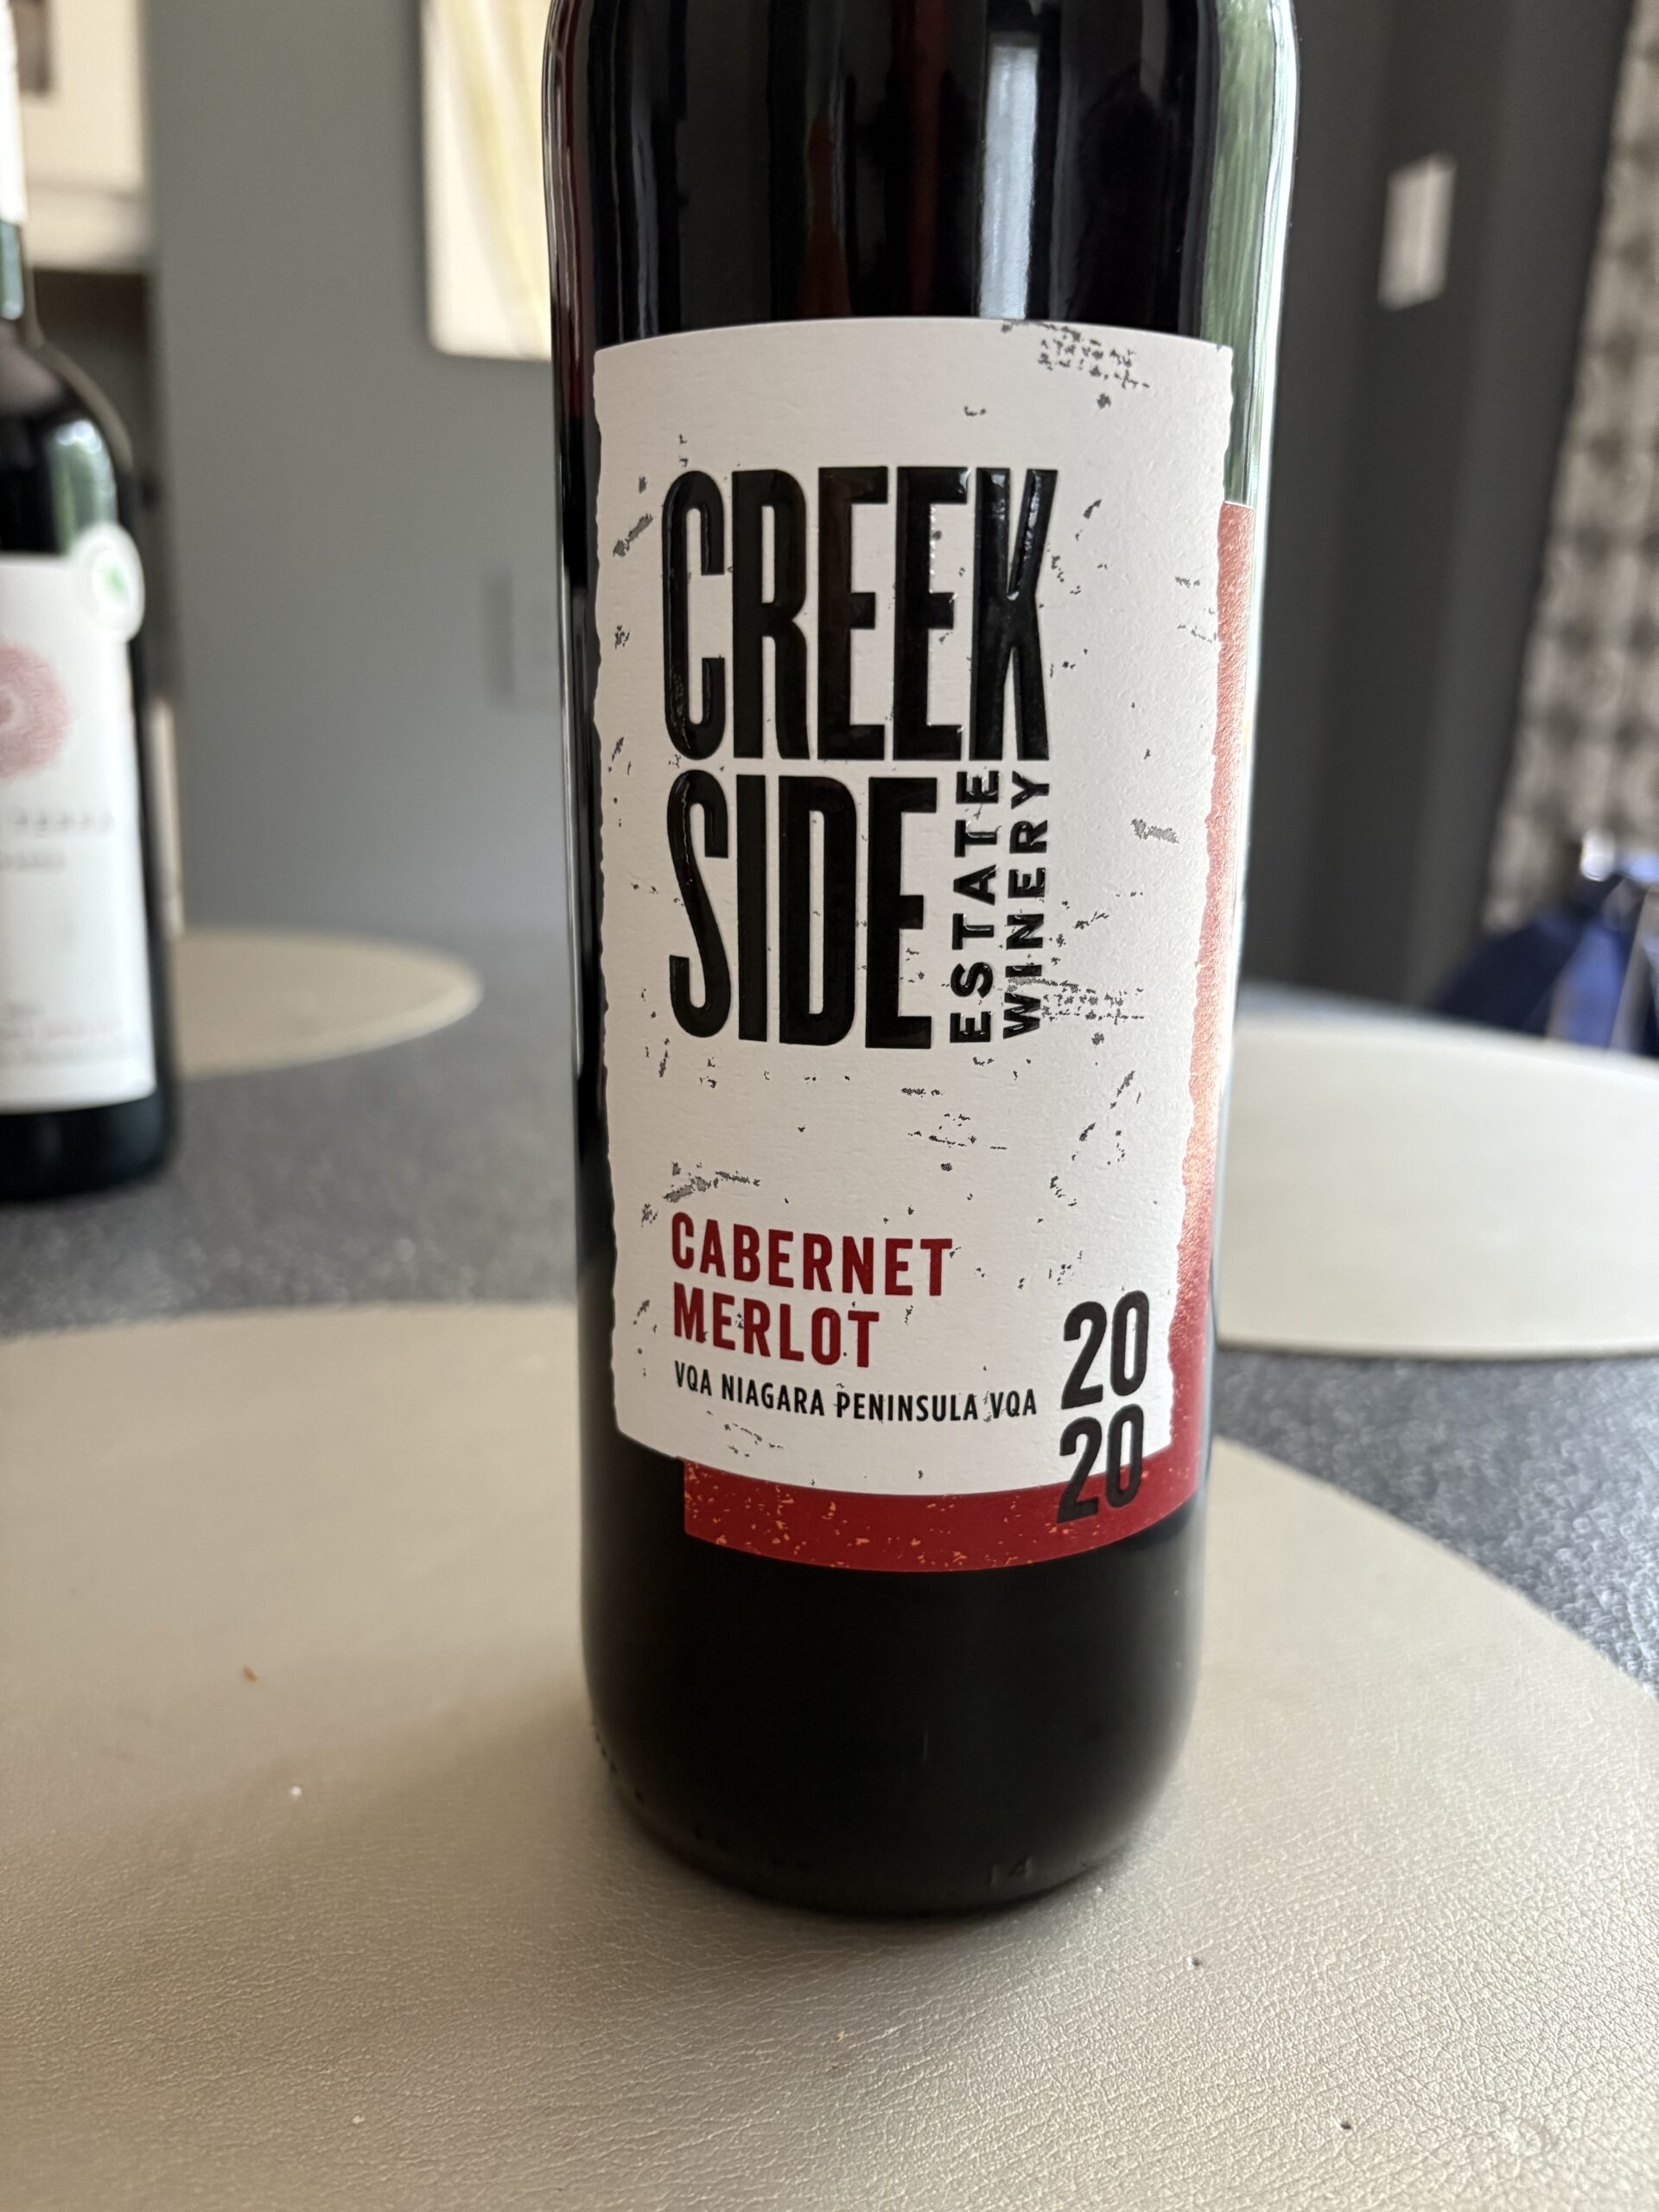 CREEK
SIDE
ESTATE
WINERY
CABERNET
MERLOT
VQA NIAGARA PENINSULA VQA
20
20